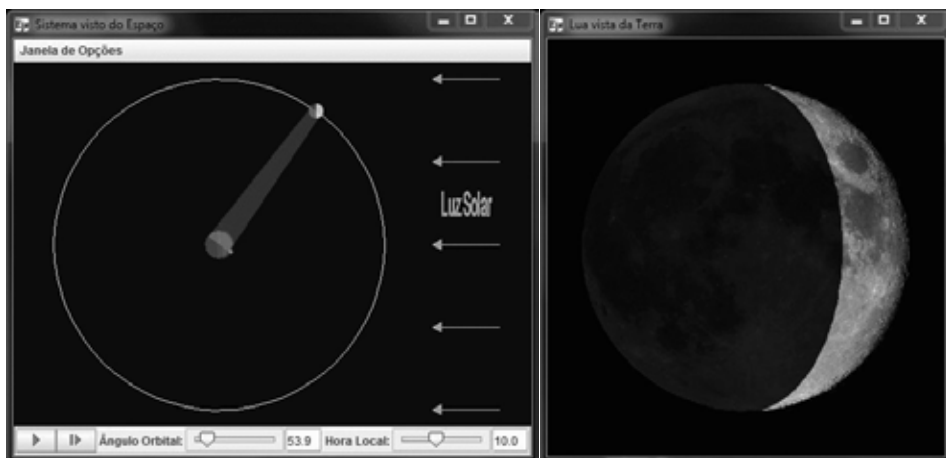 Sistema visto do Espaço
Janela de Opções
Luz Solar
Ângulo Orbital: 53.9 Hora Local: 10.0
Lua vista da Terra